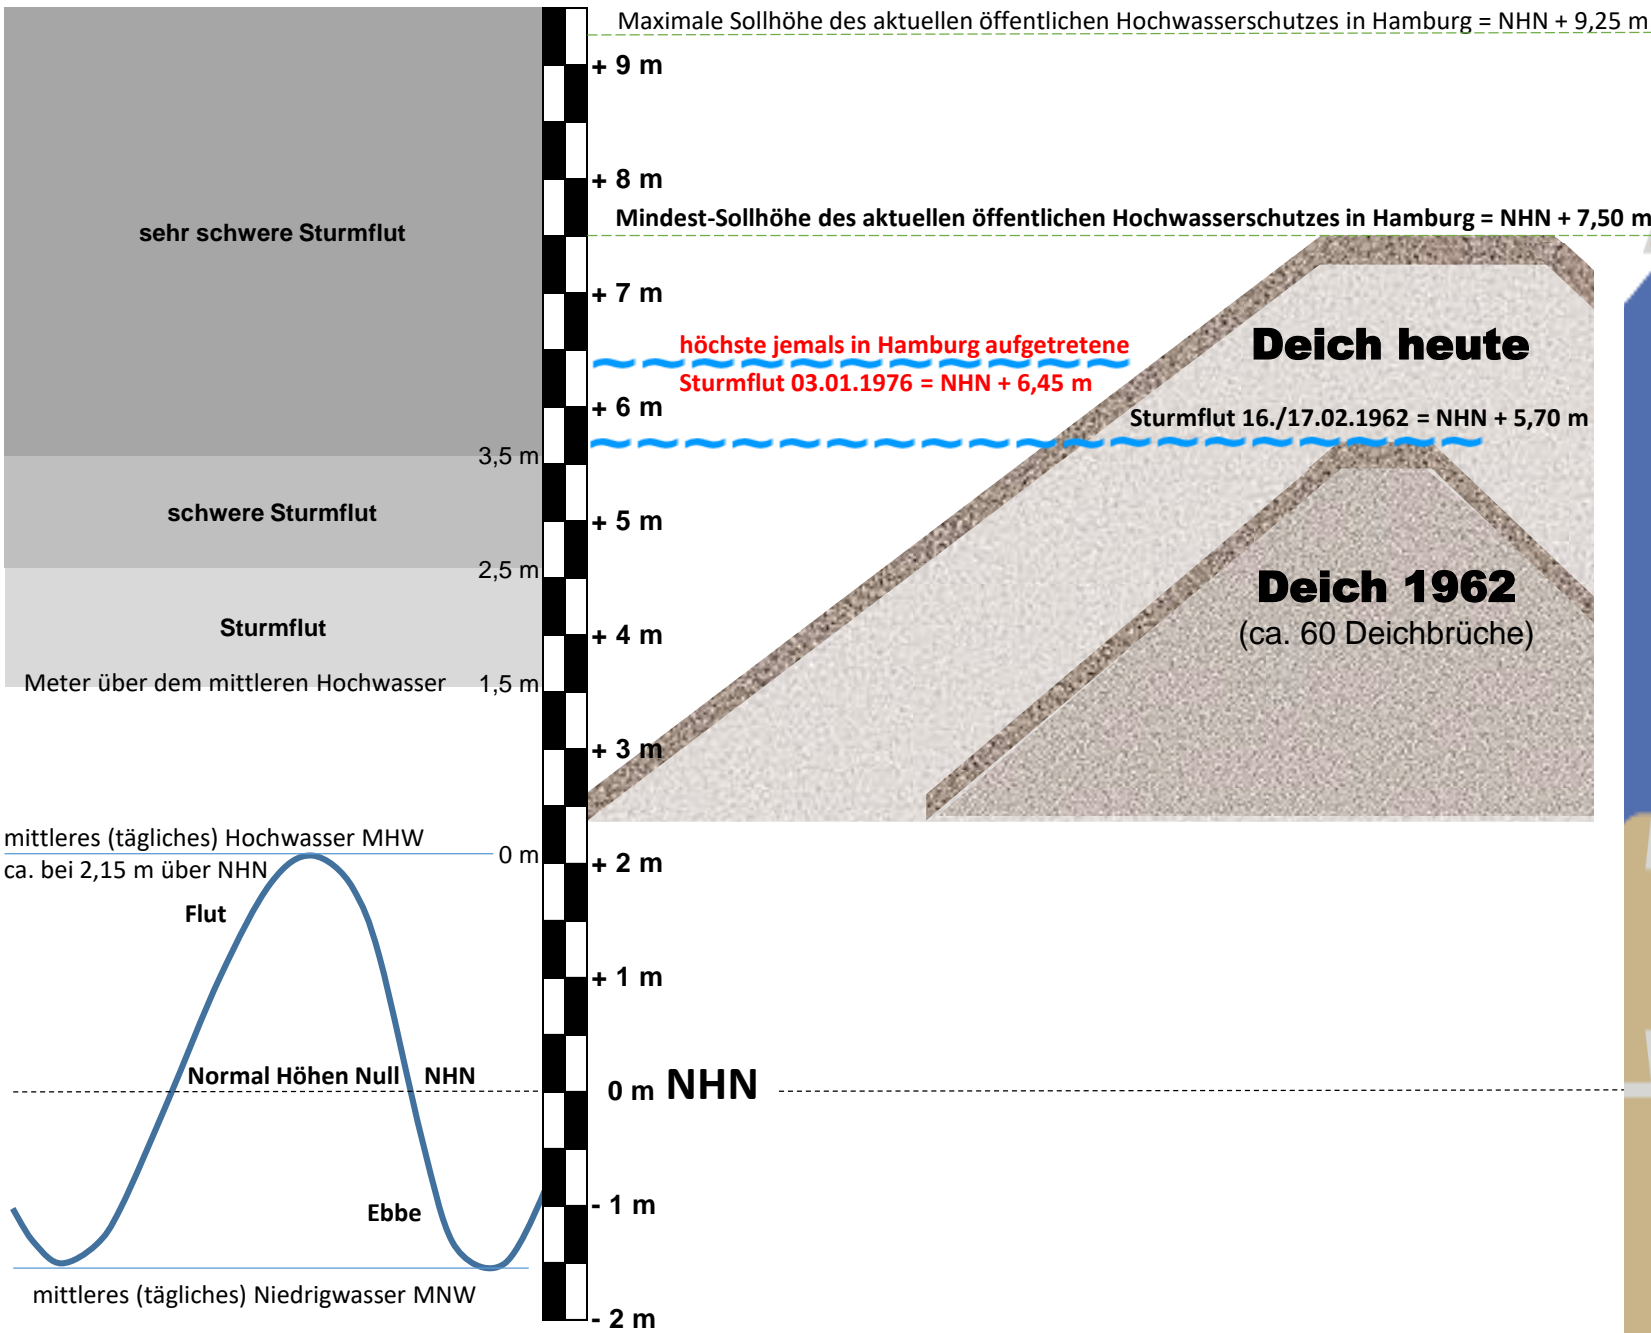 Maximale Sollhöhe des aktuellen öffentlichen Hochwasserschutzes in Hamburg = NHN + 9,25 m
+ 9 m
+ 8 m
Mindest-Sollhöhe des aktuellen öffentlichen Hochwasserschutzes in Hamburg = NHN + 7,50 m
sehr schwere Sturmflut
+ 7 m
höchste jemals in Hamburg aufgetretene
Sturmflut 03.01.1976 = NHN + 6,45 m
Deich heute
+ 6 m
Sturmflut 16./17.02.1962 = NHN + 5,70 m
3,5 m
schwere Sturmflut
+ 5 m
2,5 m
Deich 1962
(ca. 60 Deichbrüche)
Sturmflut
+ 4 m
Meter über dem mittleren Hochwasser 1,5 m
+ 3 m
mittleres (tägliches) Hochwasser MHW
0 m
ca. bei 2,15 m über NHN
+ 2 m
Flut
+ 1 m
Normal Höhen Null NHN
0 m NHN
Ebbe
- 1 m
mittleres (tägliches) Niedrigwasser MNW
- 2 m